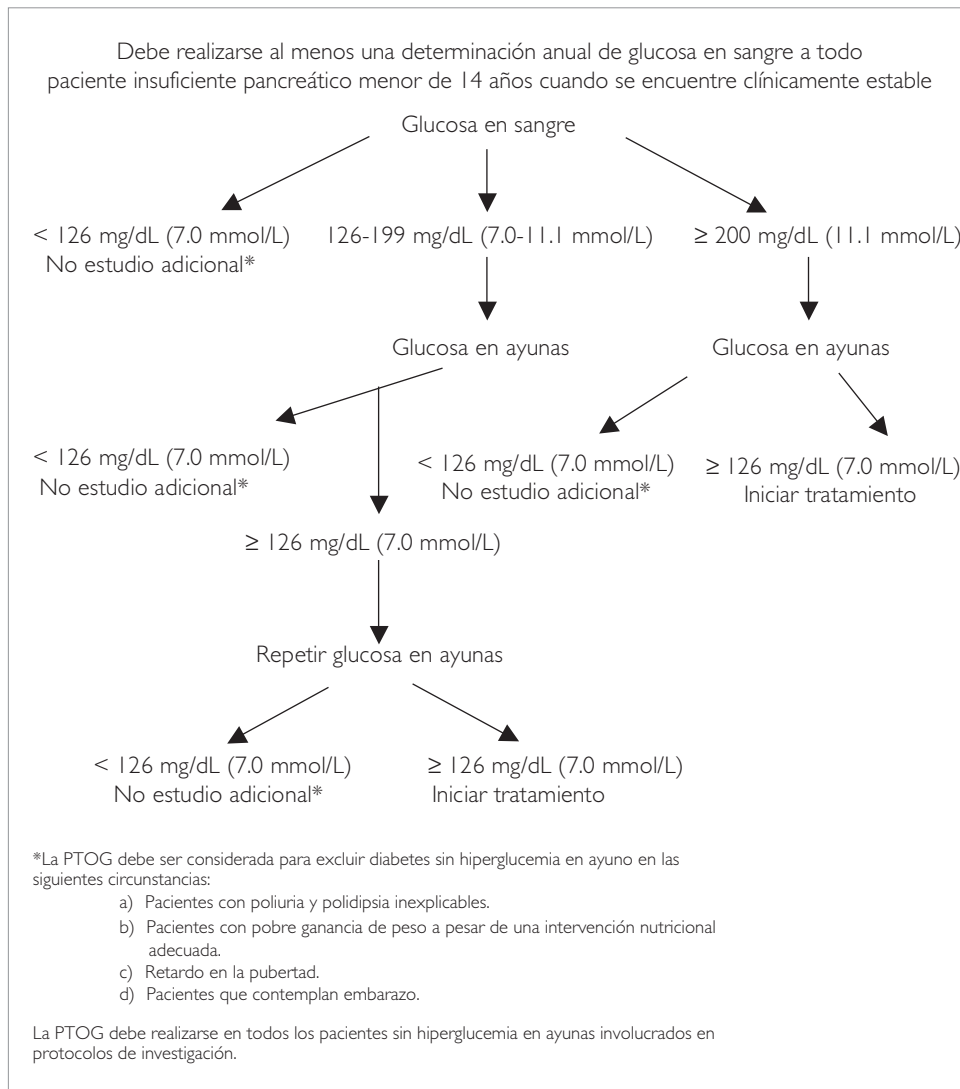 Debe realizarse al menos una determinación anual de glucosa en sangre a todo
paciente insuficiente pancreático menor de 14 años cuando se encuentre clínicamente estable
Glucosa en sangre
< 126 mg/dL (7.0 mmol/L)
No estudio adicional*
126-199 mg/dL (7.0-11.1 mmol/L)
≥ 200 mg/dL (11.1 mmol/L)
Glucosa en ayunas
Glucosa en ayunas
< 126 mg/dL (7.0 mmol/L)
No estudio adicional*
< 126 mg/dL (7.0 mmol/L)
No estudio adicional*
≥ 126 mg/dL (7.0 mmol/L)
Iniciar tratamiento
≥ 126 mg/dL (7.0 mmol/L)
Repetir glucosa en ayunas
< 126 mg/dL (7.0 mmol/L)
No estudio adicional*
≥ 126 mg/dL (7.0 mmol/L)
Iniciar tratamiento
*La PTOG debe ser considerada para excluir diabetes sin hiperglucemia en ayuno en las
siguientes circunstancias:
a) Pacientes con poliuria y polidipsia inexplicables.
b) Pacientes con pobre ganancia de peso a pesar de una intervención nutricional
adecuada.
c) Retardo en la pubertad.
d) Pacientes que contemplan embarazo.
La PTOG debe realizarse en todos los pacientes sin hiperglucemia en ayunas involucrados en
protocolos de investigación.